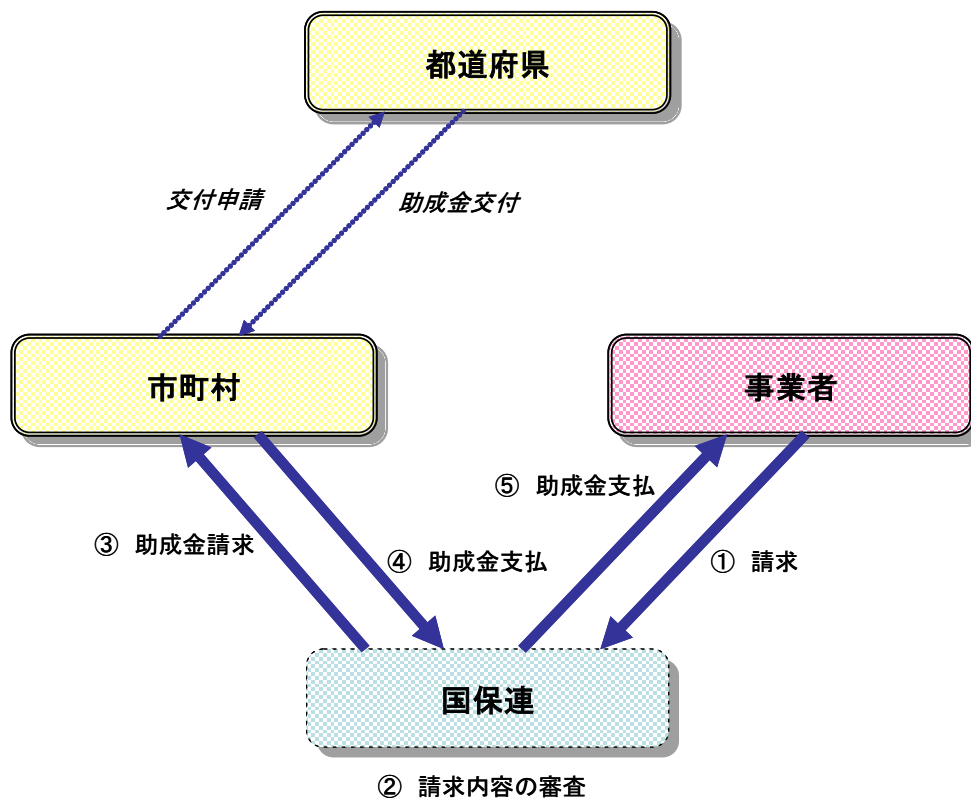 都道府県
交付申請
助成金交付
市町村
事業者
⑤ 助成金支払
③ 助成金請求
④ 助成金支払
① 請求
国保連
② 請求内容の審査